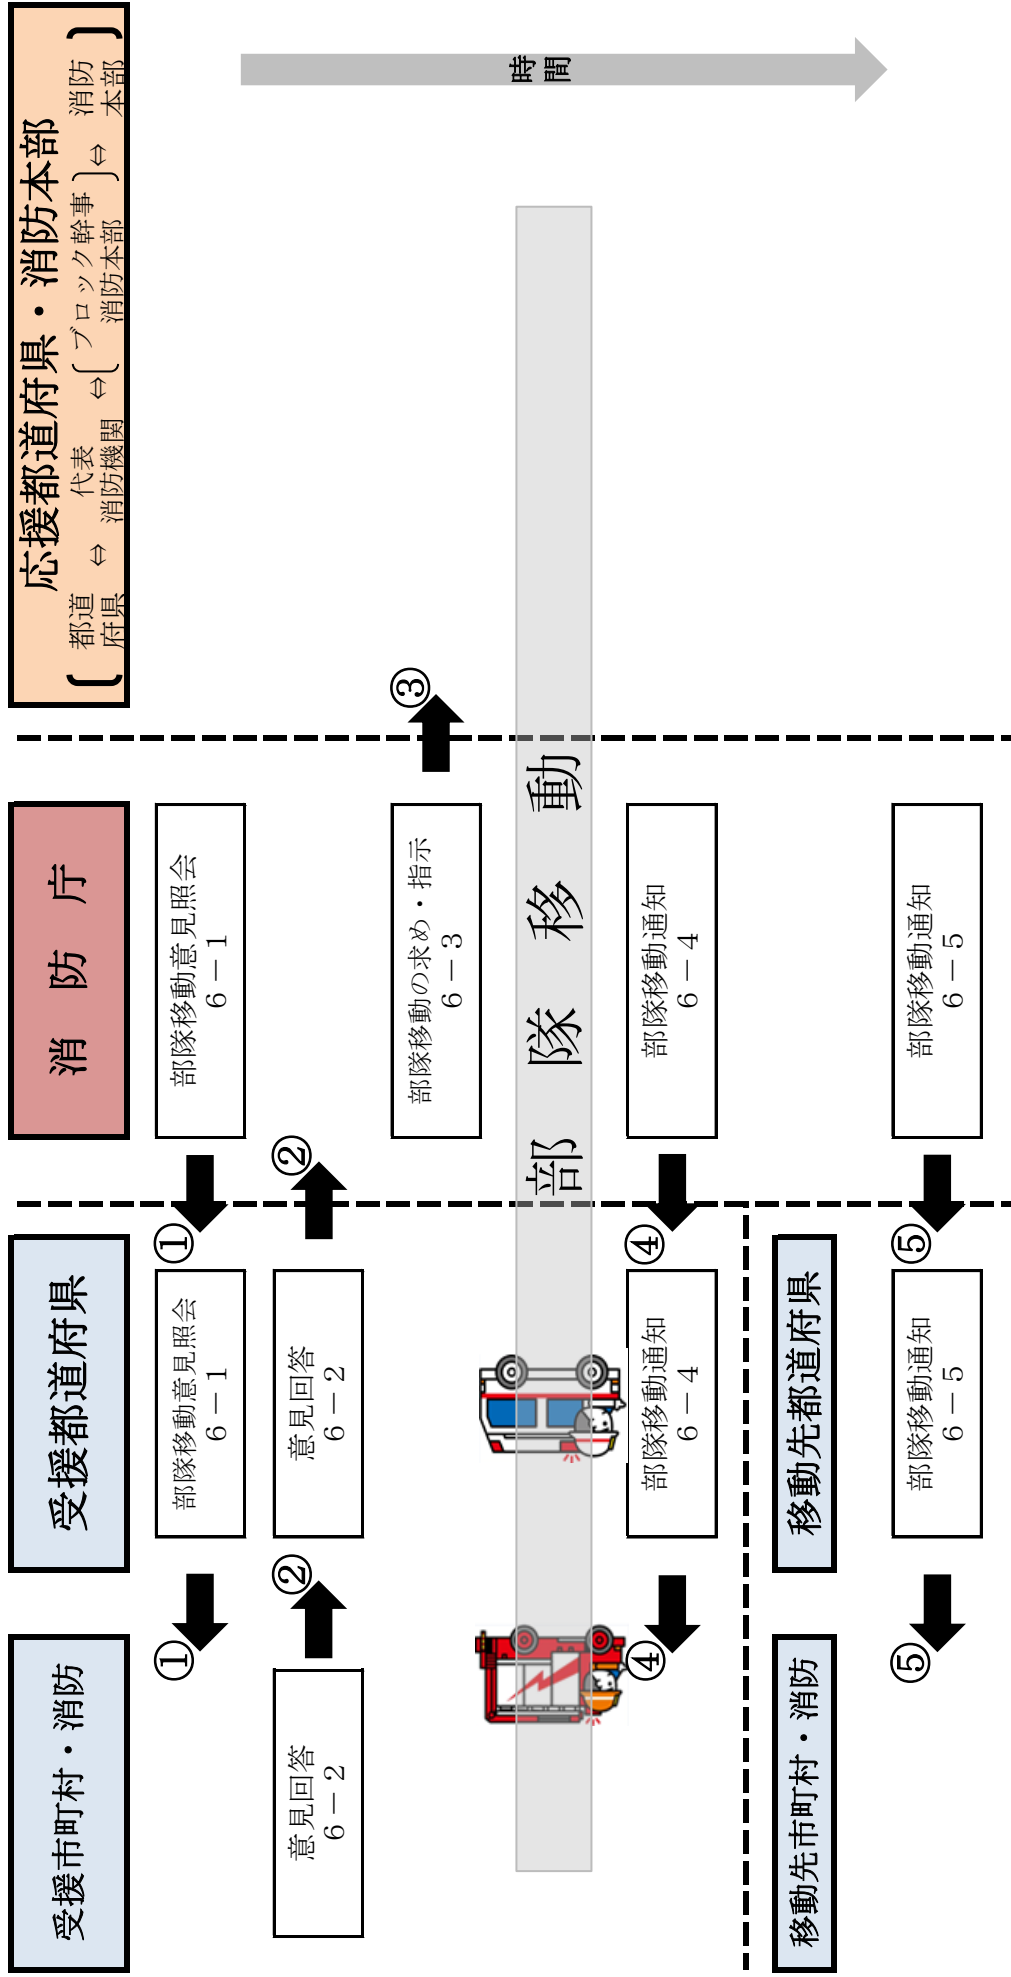 受援市町村・消防
受援都道府県
消　防　庁
応援都道府県・消防本部
都道
府県
⇔
代表
消防機関
⇔
ブロック幹事
消防本部
⇔
消防
本部
時間
①
部隊移動意見照会
６－１
①
部隊移動意見照会
６－１
意見回答
６－２
②
意見回答
６－２
②
部隊移動の求め・指示
６－３
③
部　隊　移　動
④
部隊移動通知
６－４
④
部隊移動通知
６－４
移動先市町村・消防
移動先都道府県
⑤
部隊移動通知
６－５
⑤
部隊移動通知
６－５